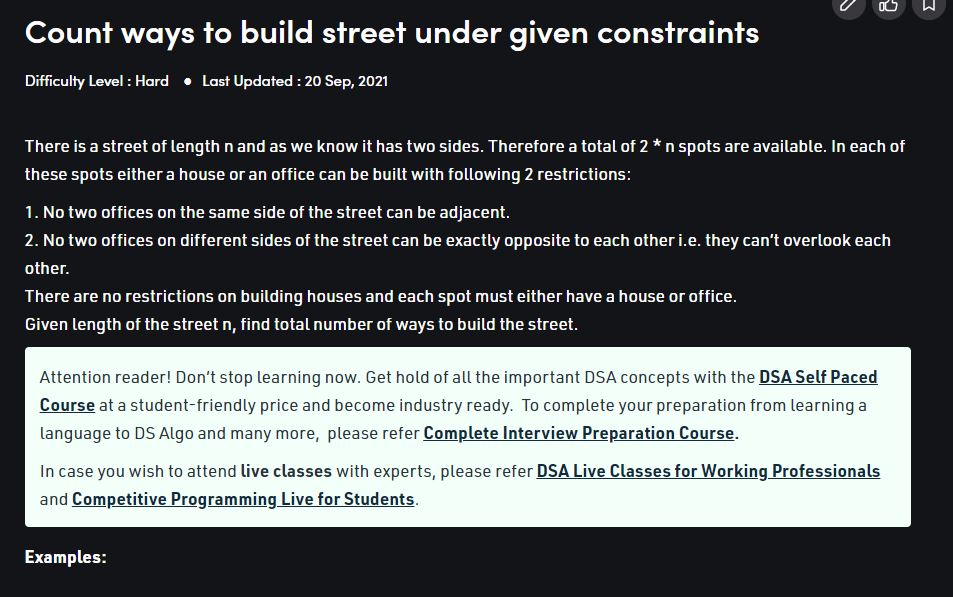 Count ways to build street under given constraints
Difficulty Level : Hard ● Last Updated : 20 Sep, 2021
There is a street of length n and as we know it has two sides. Therefore a total of 2 * n spots are available. In each of
these spots either a house or an office can be built with following 2 restrictions:
1. No two offices on the same side of the street can be adjacent.
2. No two offices on different sides of the street can be exactly opposite to each other i.e. they can’t overlook each
other.
There are no restrictions on building houses and each spot must either have a house or office.
Given length of the street n, find total number of ways to build the street.
Attention reader! Don’t stop learning now. Get hold of all the important DSA concepts with the DSA Self Paced
Course at a student-friendly price and become industry ready. To complete your preparation from learning a
language to DS Algo and many more, please refer Complete Interview Preparation Course.
In case you wish to attend live classes with experts, please refer DSA Live Classes for Working Professionals
and Competitive Programming Live for Students.
Examples: